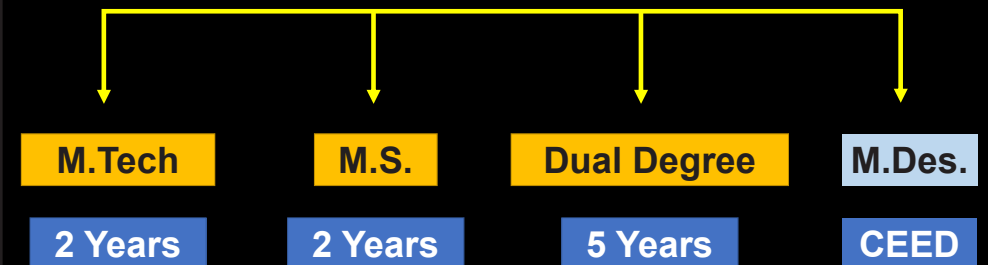 M.Tech M.S. Dual Degree M.Des.
2 Years 2 Years 5 Years CEED